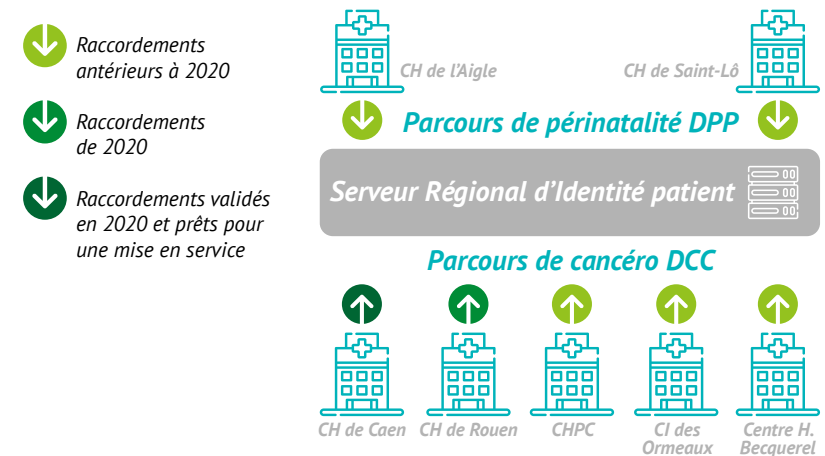 Raccordements
antérieurs à 2020
Raccordements
de 2020
Raccordements validés
en 2020 et prêts pour
une mise en service
CH de l'Aigle
CH de Saint-Lô
Parcours de périnatalité DPP
Serveur Régional d'Identité patient
Parcours de cancéro DCC
CH de Caen
CH de Rouen
CHPC
CI des
Ormeaux
Centre H.
Becquerel